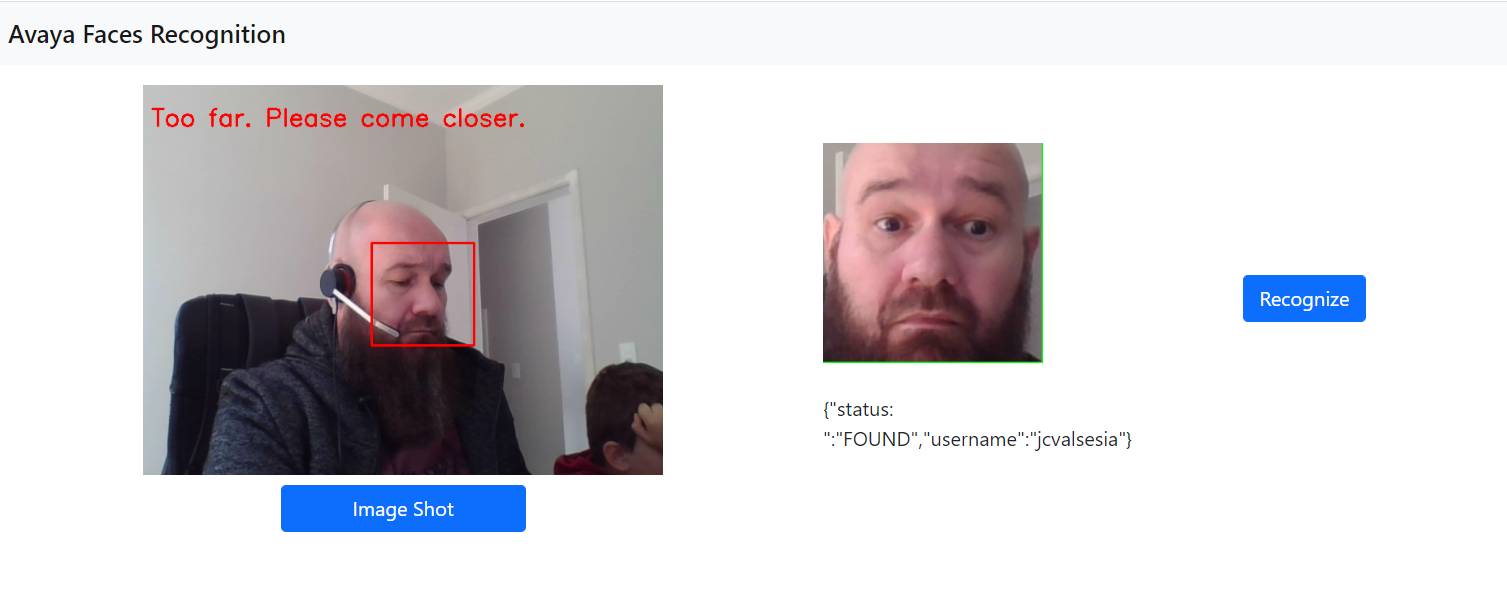 Avaya Faces Recognition
Too far. Please come closer.
Recognize
{"status:
":"FOUND","username":"jcvalsesia"}
Image Shot